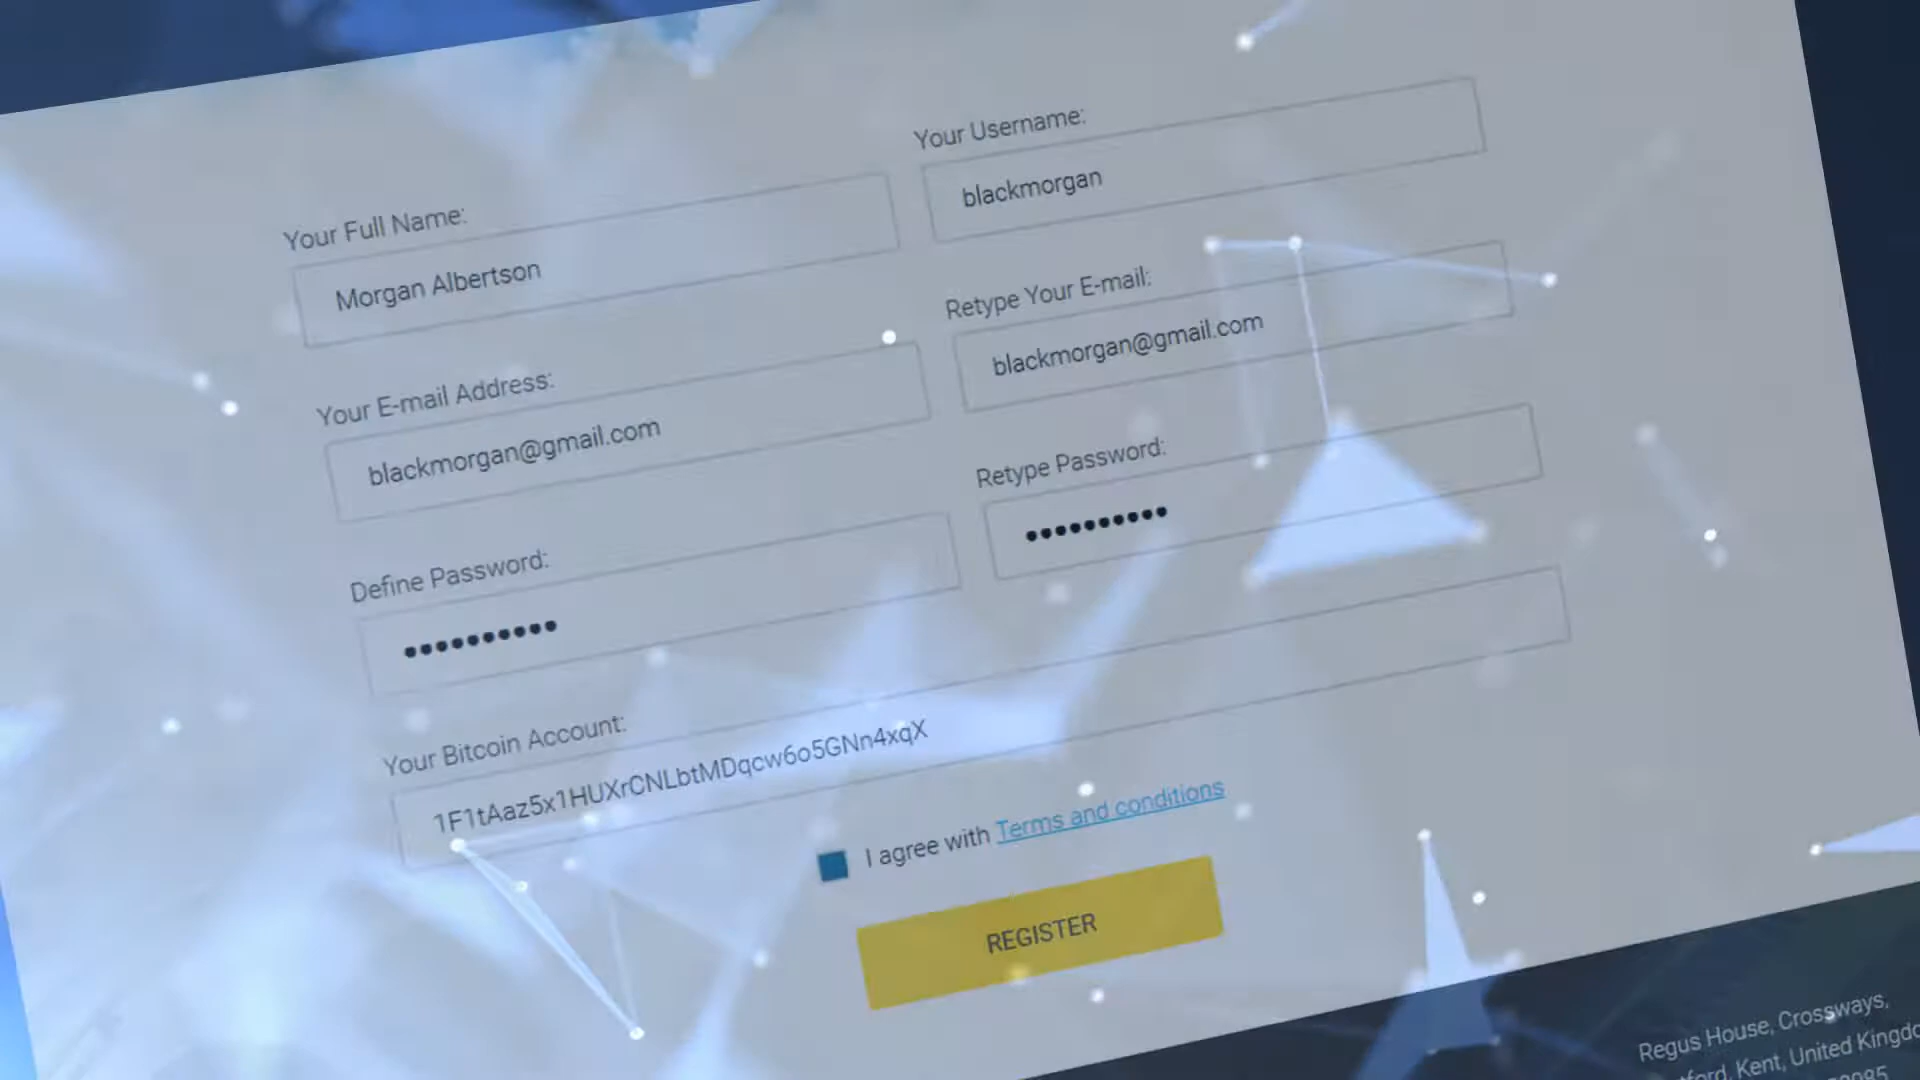 Your Full Name:
Morgan Albertson
Your Username:
blackmorgan
Your E-mail Address:
blackmorgan@gmail.com
Retype Your E-mail:
blackmorgan@gmail.com
Define Password:
••••••••••
Retype Password:
••••••••••
Your Bitcoin Account:
1F1tAaz5x1HUXrCNLbtMDqcw6o5GNn4xqX
I agree with Terms and conditions
REGISTER
Regus House, Crossways,
Kent, United